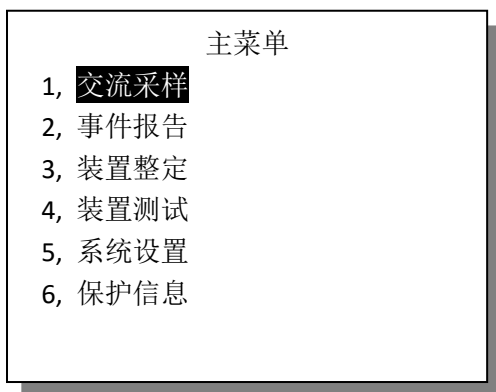 主菜单
1, 交流采样
2, 事件报告
3, 装置整定
4, 装置测试
5, 系统设置
6, 保护信息